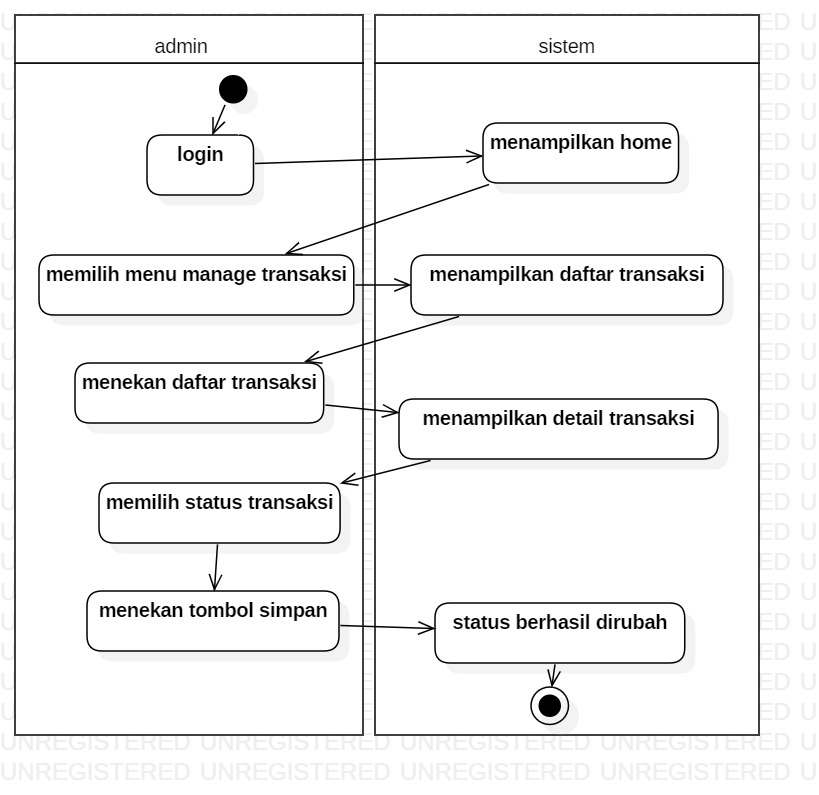 admin
sistem
login
menampilkan home
memilih menu manage transaksi
menampilkan daftar transaksi
menekan daftar transaksi
menampilkan detail transaksi
memilih status transaksi
menekan tombol simpan
status berhasil dirubah
UNREGISTERED UNREGISTERED UNREGISTERED UNREGISTERED U
UNREGISTERED UNREGISTERED UNREGISTERED UNREGISTERED U